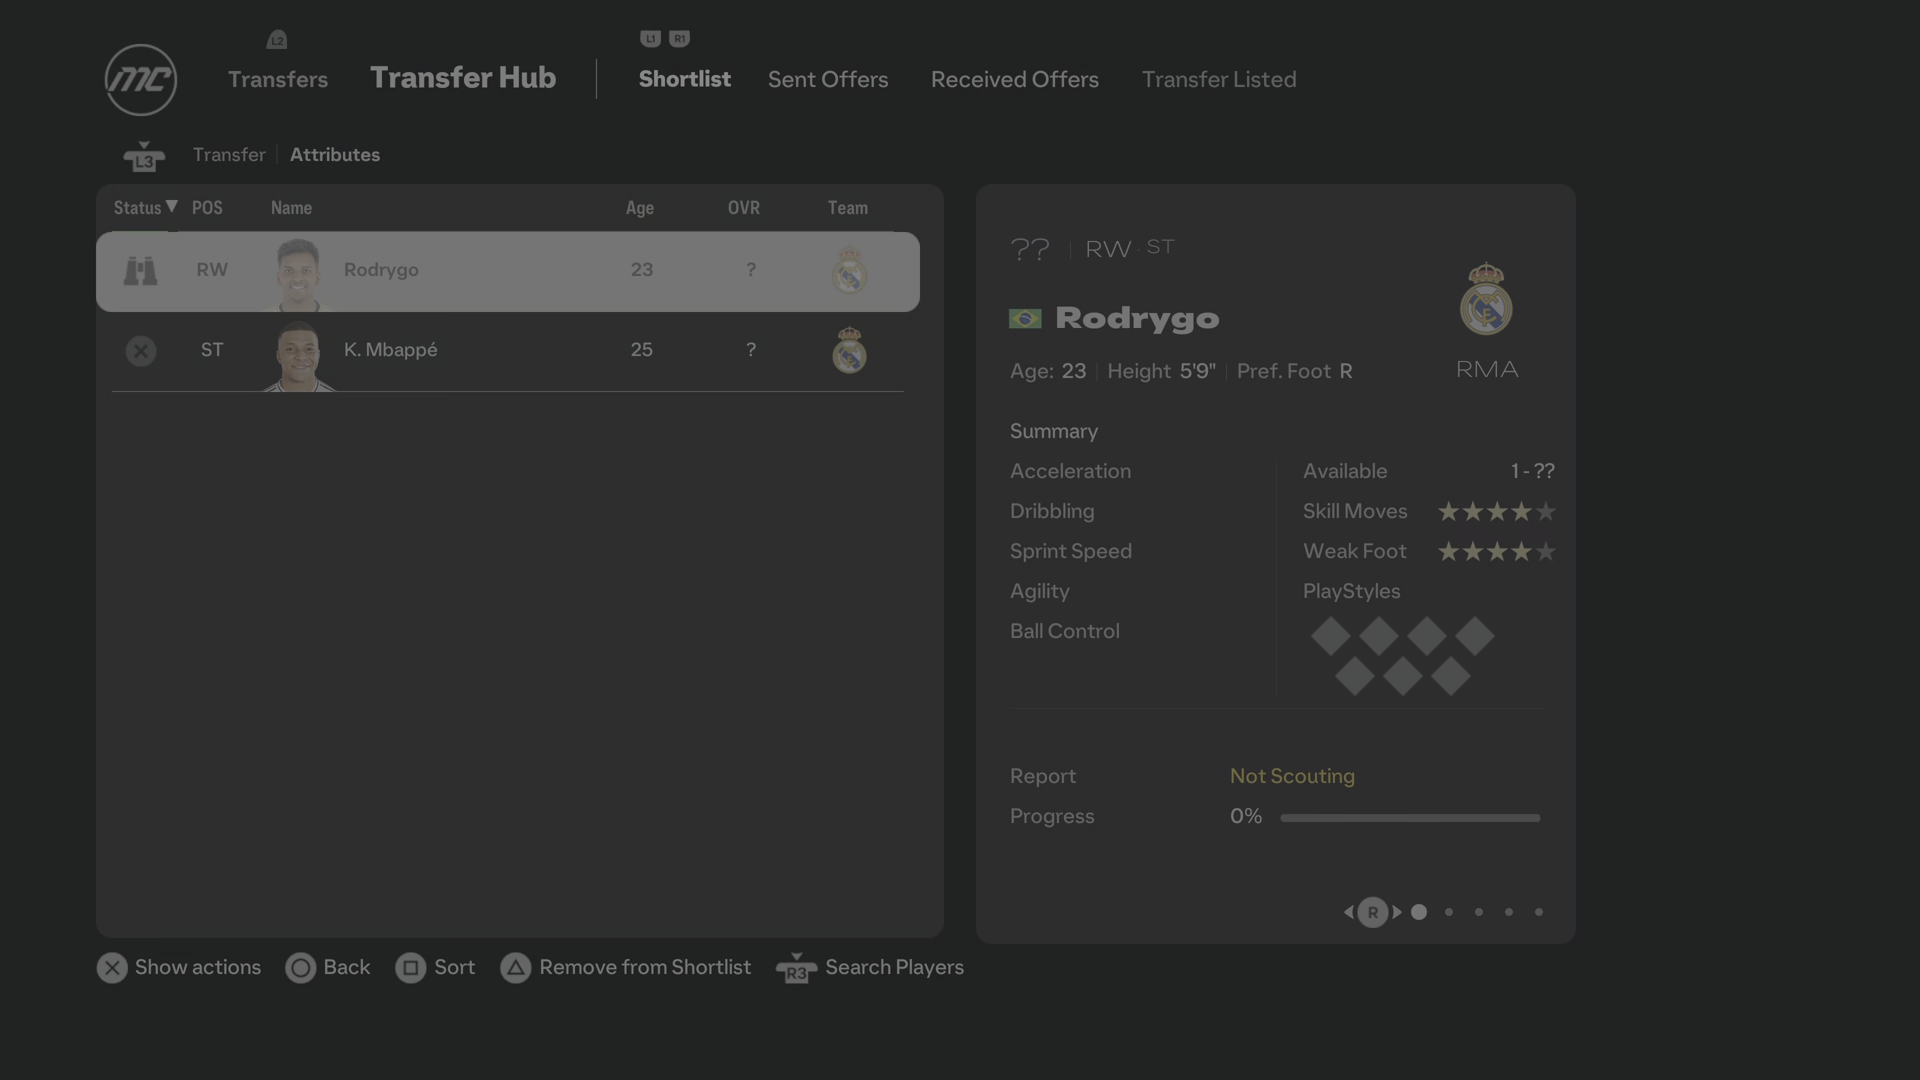 L2
L1 R1
MC Transfers Transfer Hub Shortlist Sent Offers Received Offers Transfer Listed
L3 Transfer Attributes
Status POS Name Age OVR Team
RW Rodrygo 23 ?
ST K. Mbappé 25 ?
?? RW · ST
Rodrygo
RMA
Age: 23 Height 5'9" Pref. Foot R
Summary
Acceleration
Dribbling
Sprint Speed
Agility
Ball Control
Available 1 - ??
Skill Moves
Weak Foot
PlayStyles
Report Not Scouting
Progress 0%
R
Show actions Back Sort Remove from Shortlist R3 Search Players